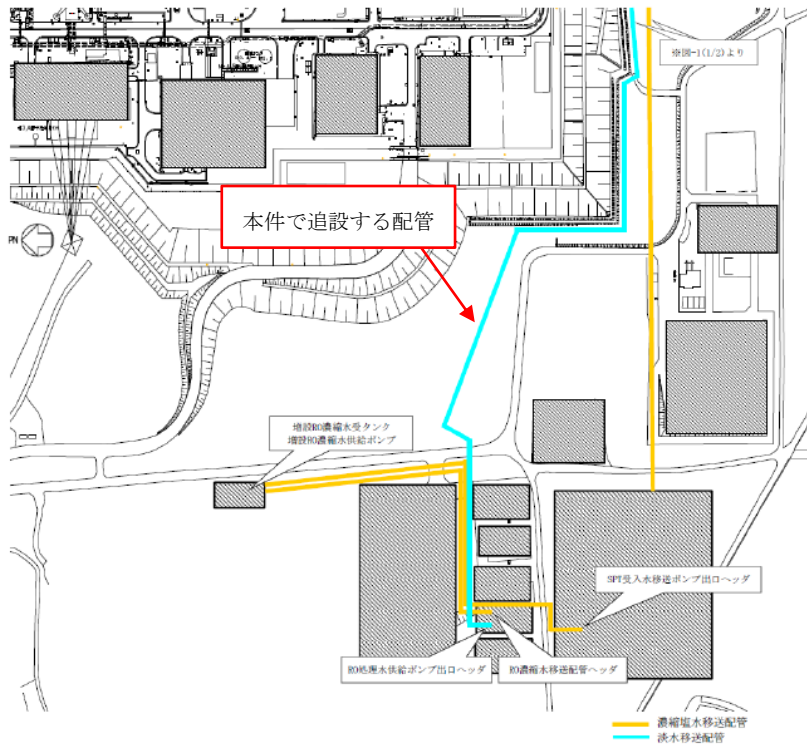 ※図-1(1/2)より
本件で追設する配管
PN
増設RO濃縮水受タンク
増設RO濃縮水供給ポンプ
SPT受入水移送ポンプ出口ヘッダ
RO処理水供給ポンプ出口ヘッダ
RO濃縮水移送配管ヘッダ
濃縮塩水移送配管
淡水移送配管